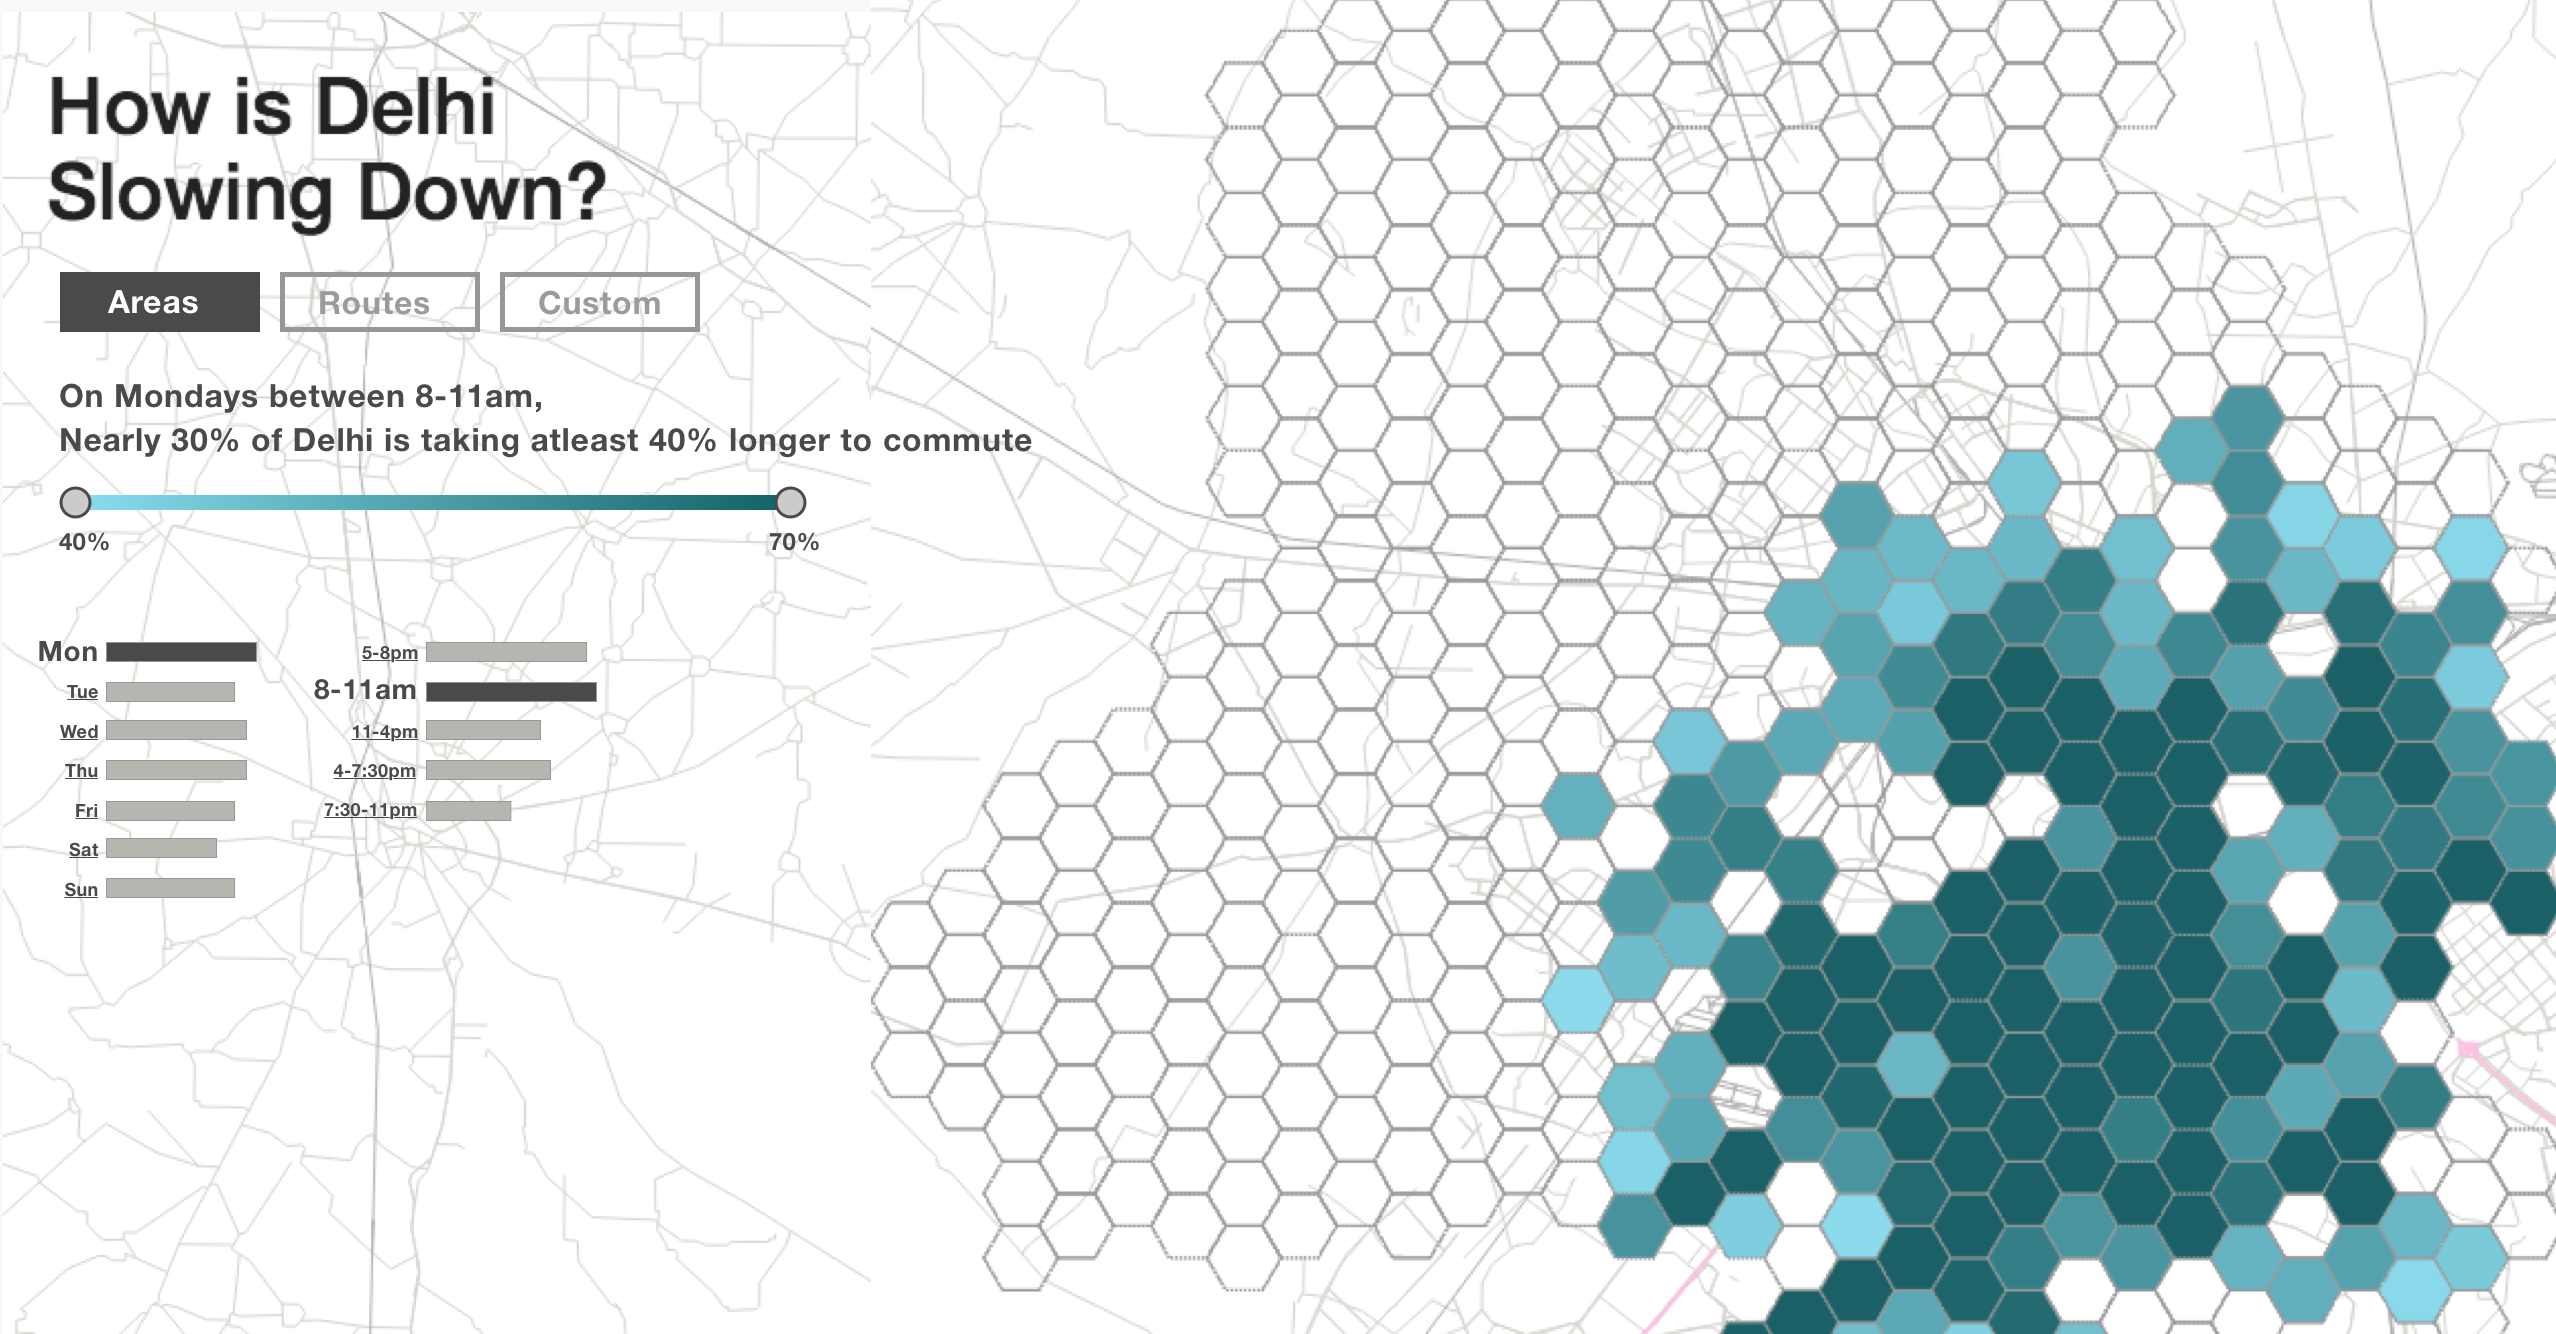 How is Delhi
Slowing Down?
Areas
Routes
Custom
On Mondays between 8-11am,
Nearly 30% of Delhi is taking atleast 40% longer to commute
40%
70%
Mon
Tue
Wed
Thu
Fri
Sat
Sun
5-8pm
8-11am
11-4pm
4-7:30pm
7:30-11pm